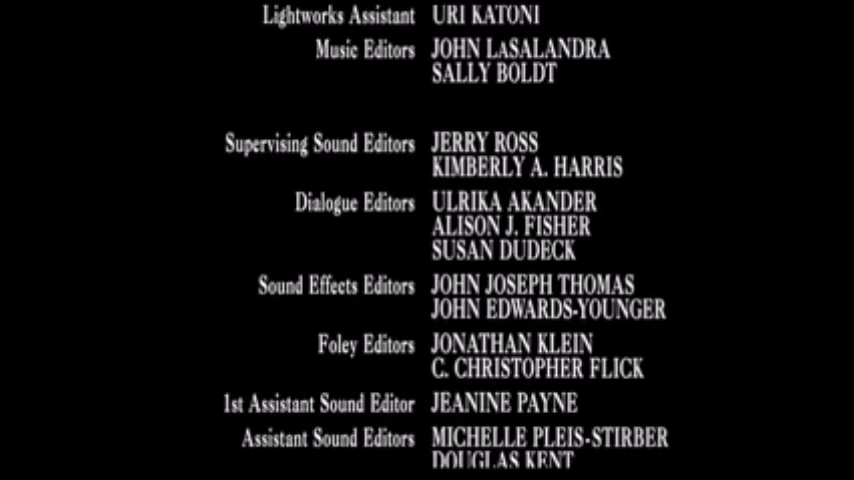 Lightworks Assistant URI KATONI
Music Editors JOHN LaSALANDRA
SALLY BOLDT
Supervising Sound Editors JERRY ROSS
KIMBERLY A. HARRIS
Dialogue Editors ULRIKA AKANDER
ALISON J. FISHER
SUSAN DUDECK
Sound Effects Editors JOHN JOSEPH THOMAS
JOHN EDWARDS-YOUNGER
Foley Editors JONATHAN KLEIN
C. CHRISTOPHER FLICK
1st Assistant Sound Editor JEANINE PAYNE
Assistant Sound Editors MICHELLE PLEIS-STIRBER
DOUGLAS KENT